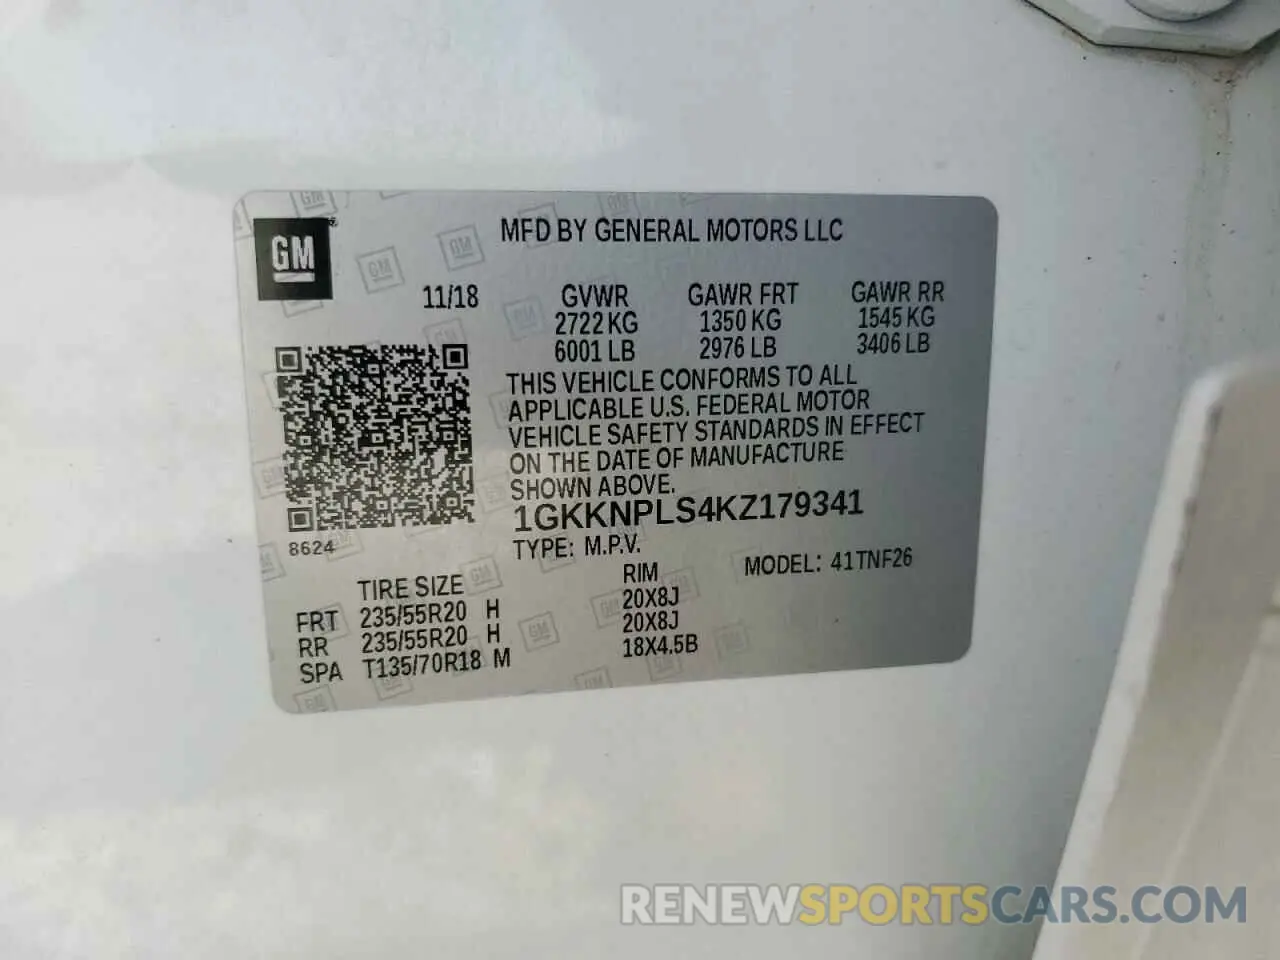 GM ®
MFD BY GENERAL MOTORS LLC
11/18 GVWR GAWR FRT GAWR RR
2722 KG 1350 KG 1545 KG
6001 LB 2976 LB 3406 LB
THIS VEHICLE CONFORMS TO ALL
APPLICABLE U.S. FEDERAL MOTOR
VEHICLE SAFETY STANDARDS IN EFFECT
ON THE DATE OF MANUFACTURE
SHOWN ABOVE.
1GKKNPLS4KZ179341
8624
TYPE: M.P.V. MODEL: 41TNF26
TIRE SIZE RIM
FRT 235/55R20 H 20X8J
RR 235/55R20 H 20X8J
SPA T135/70R18 M 18X4.5B
RENEWSPORTSCARS.COM